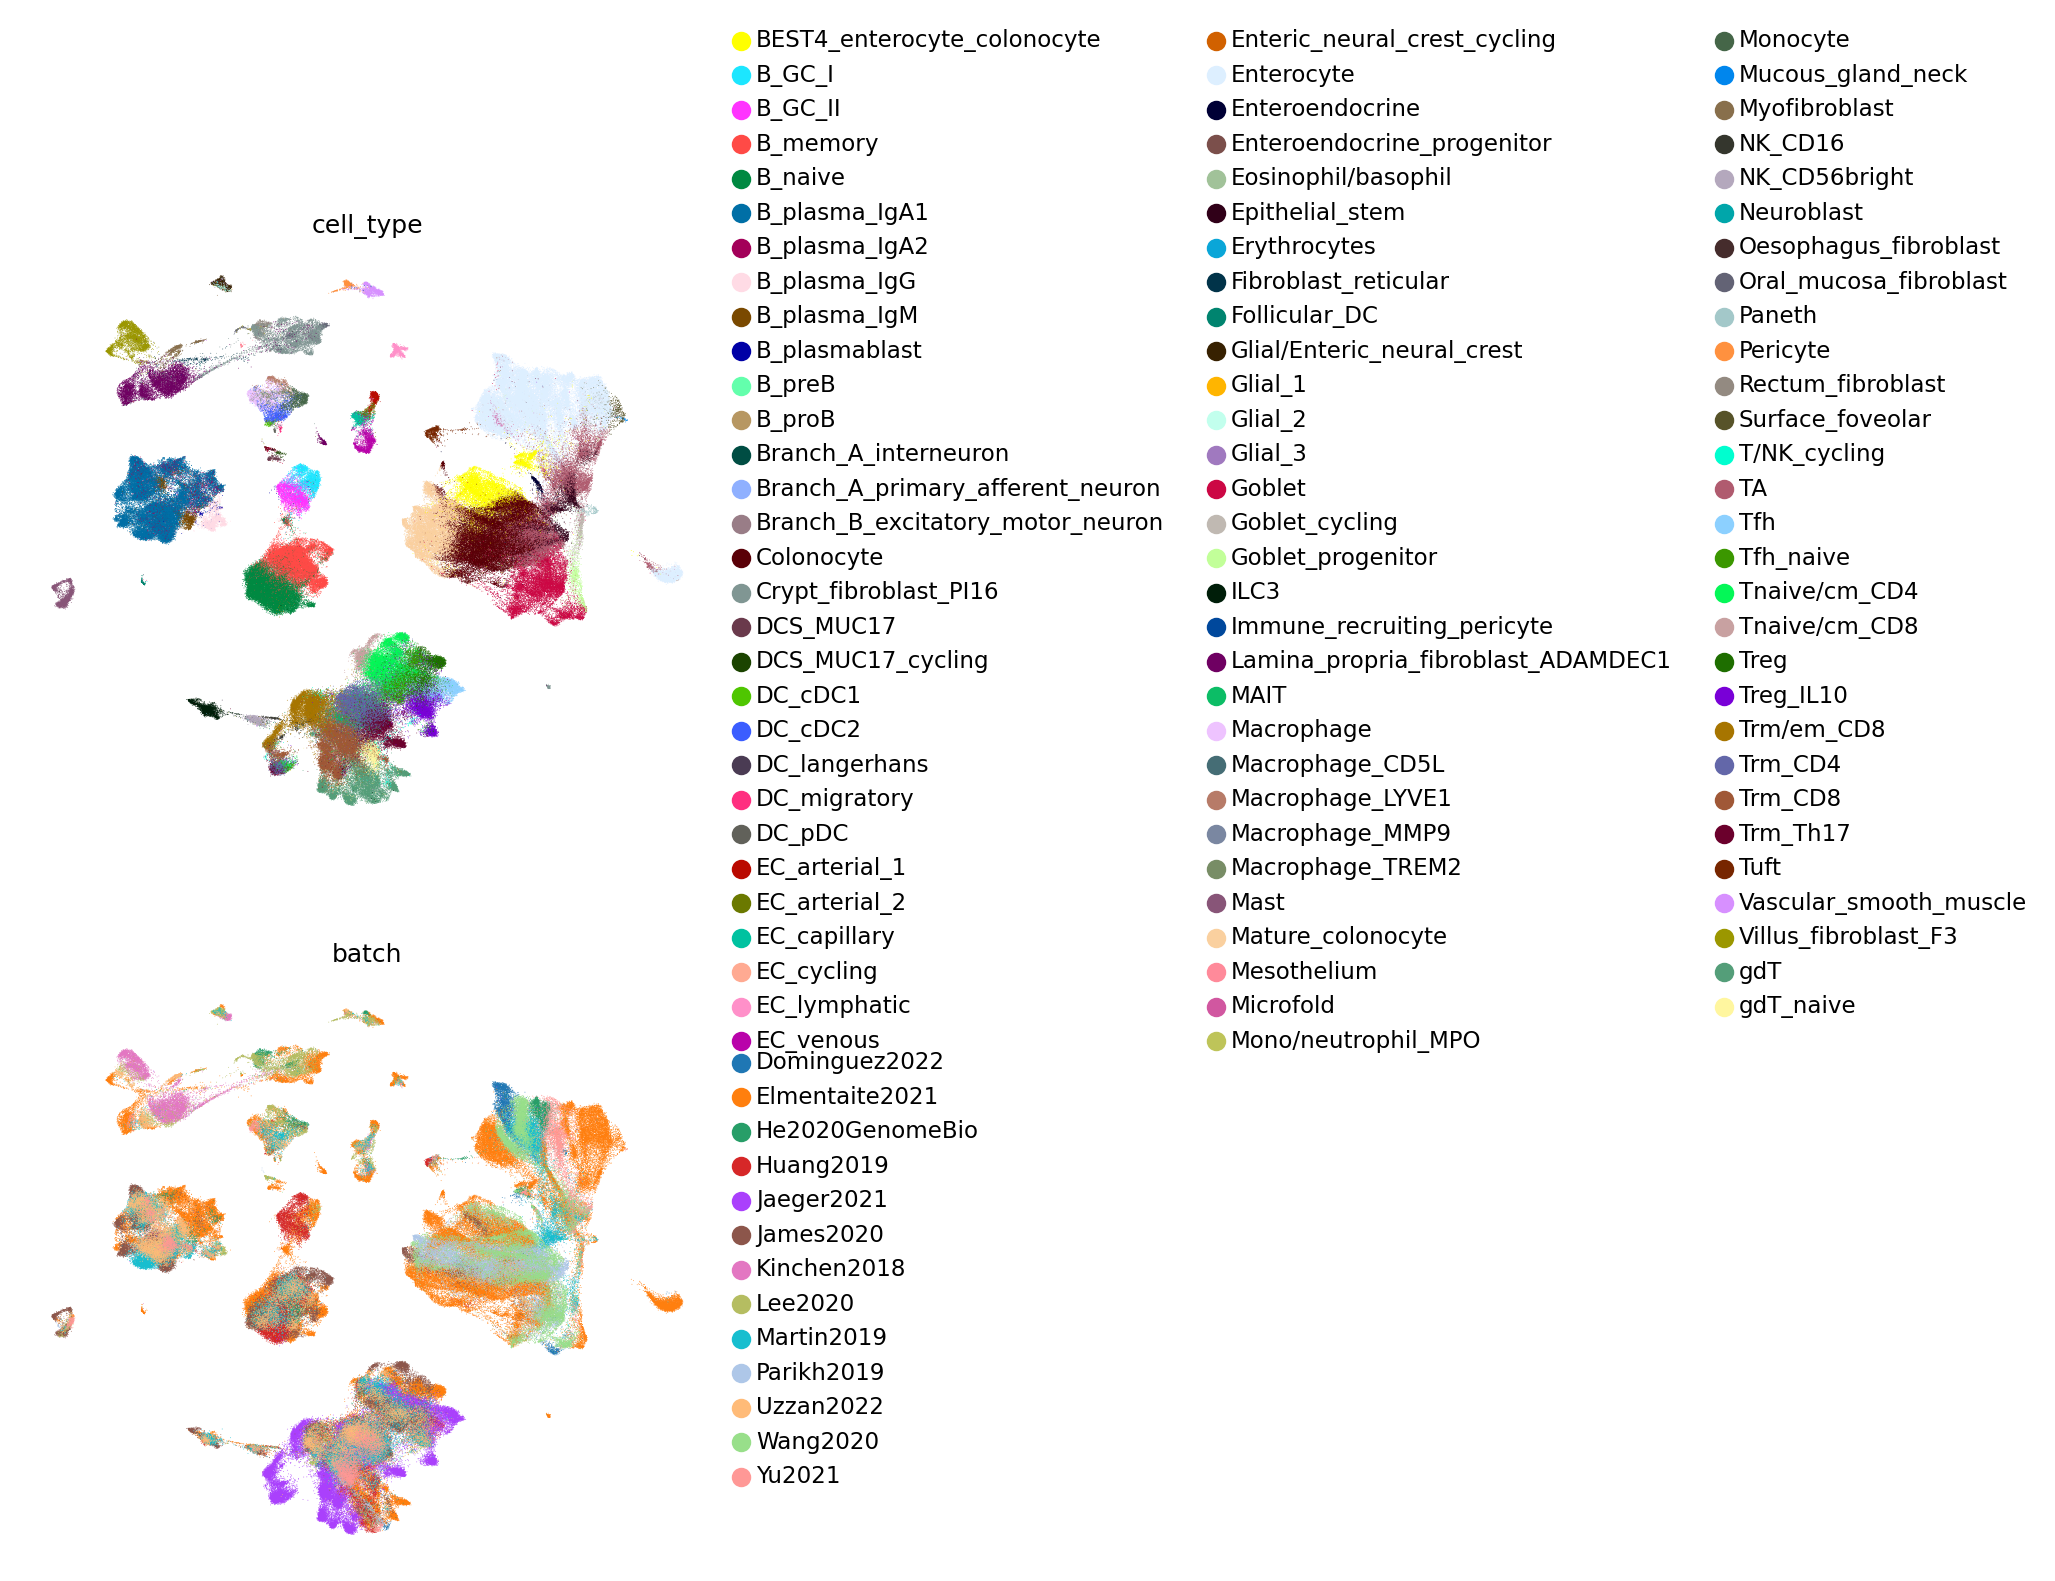 cell_type
BEST4_enterocyte_colonocyte
B_GC_I
B_GC_II
B_memory
B_naive
B_plasma_IgA1
B_plasma_IgA2
B_plasma_IgG
B_plasma_IgM
B_plasmablast
B_preB
B_proB
Branch_A_interneuron
Branch_A_primary_afferent_neuron
Branch_B_excitatory_motor_neuron
Colonocyte
Crypt_fibroblast_PI16
DCS_MUC17
DCS_MUC17_cycling
DC_cDC1
DC_cDC2
DC_langerhans
DC_migratory
DC_pDC
EC_arterial_1
EC_arterial_2
EC_capillary
EC_cycling
EC_lymphatic
EC_venous
Enteric_neural_crest_cycling
Enterocyte
Enteroendocrine
Enteroendocrine_progenitor
Eosinophil/basophil
Epithelial_stem
Erythrocytes
Fibroblast_reticular
Follicular_DC
Glial/Enteric_neural_crest
Glial_1
Glial_2
Glial_3
Goblet
Goblet_cycling
Goblet_progenitor
ILC3
Immune_recruiting_pericyte
Lamina_propria_fibroblast_ADAMDEC1
MAIT
Macrophage
Macrophage_CD5L
Macrophage_LYVE1
Macrophage_MMP9
Macrophage_TREM2
Mast
Mature_colonocyte
Mesothelium
Microfold
Mono/neutrophil_MPO
Monocyte
Mucous_gland_neck
Myofibroblast
NK_CD16
NK_CD56bright
Neuroblast
Oesophagus_fibroblast
Oral_mucosa_fibroblast
Paneth
Pericyte
Rectum_fibroblast
Surface_foveolar
T/NK_cycling
TA
Tfh
Tfh_naive
Tnaive/cm_CD4
Tnaive/cm_CD8
Treg
Treg_IL10
Trm/em_CD8
Trm_CD4
Trm_CD8
Trm_Th17
Tuft
Vascular_smooth_muscle
Villus_fibroblast_F3
gdT
gdT_naive
batch
Dominguez2022
Elmentaite2021
He2020GenomeBio
Huang2019
Jaeger2021
James2020
Kinchen2018
Lee2020
Martin2019
Parikh2019
Uzzan2022
Wang2020
Yu2021